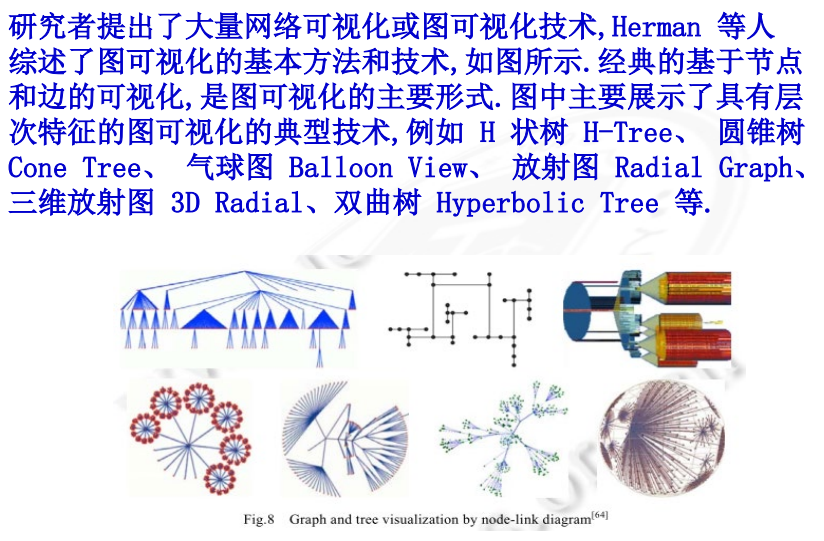 研究者提出了大量网络可视化或图可视化技术,Herman 等人
综述了图可视化的基本方法和技术,如图所示.经典的基于节点
和边的可视化,是图可视化的主要形式.图中主要展示了具有层
次特征的图可视化的典型技术,例如 H 状树 H-Tree、 圆锥树
Cone Tree、 气球图 Balloon View、 放射图 Radial Graph、
三维放射图 3D Radial、双曲树 Hyperbolic Tree 等.
Fig.8 Graph and tree visualization by node-link diagram[64]